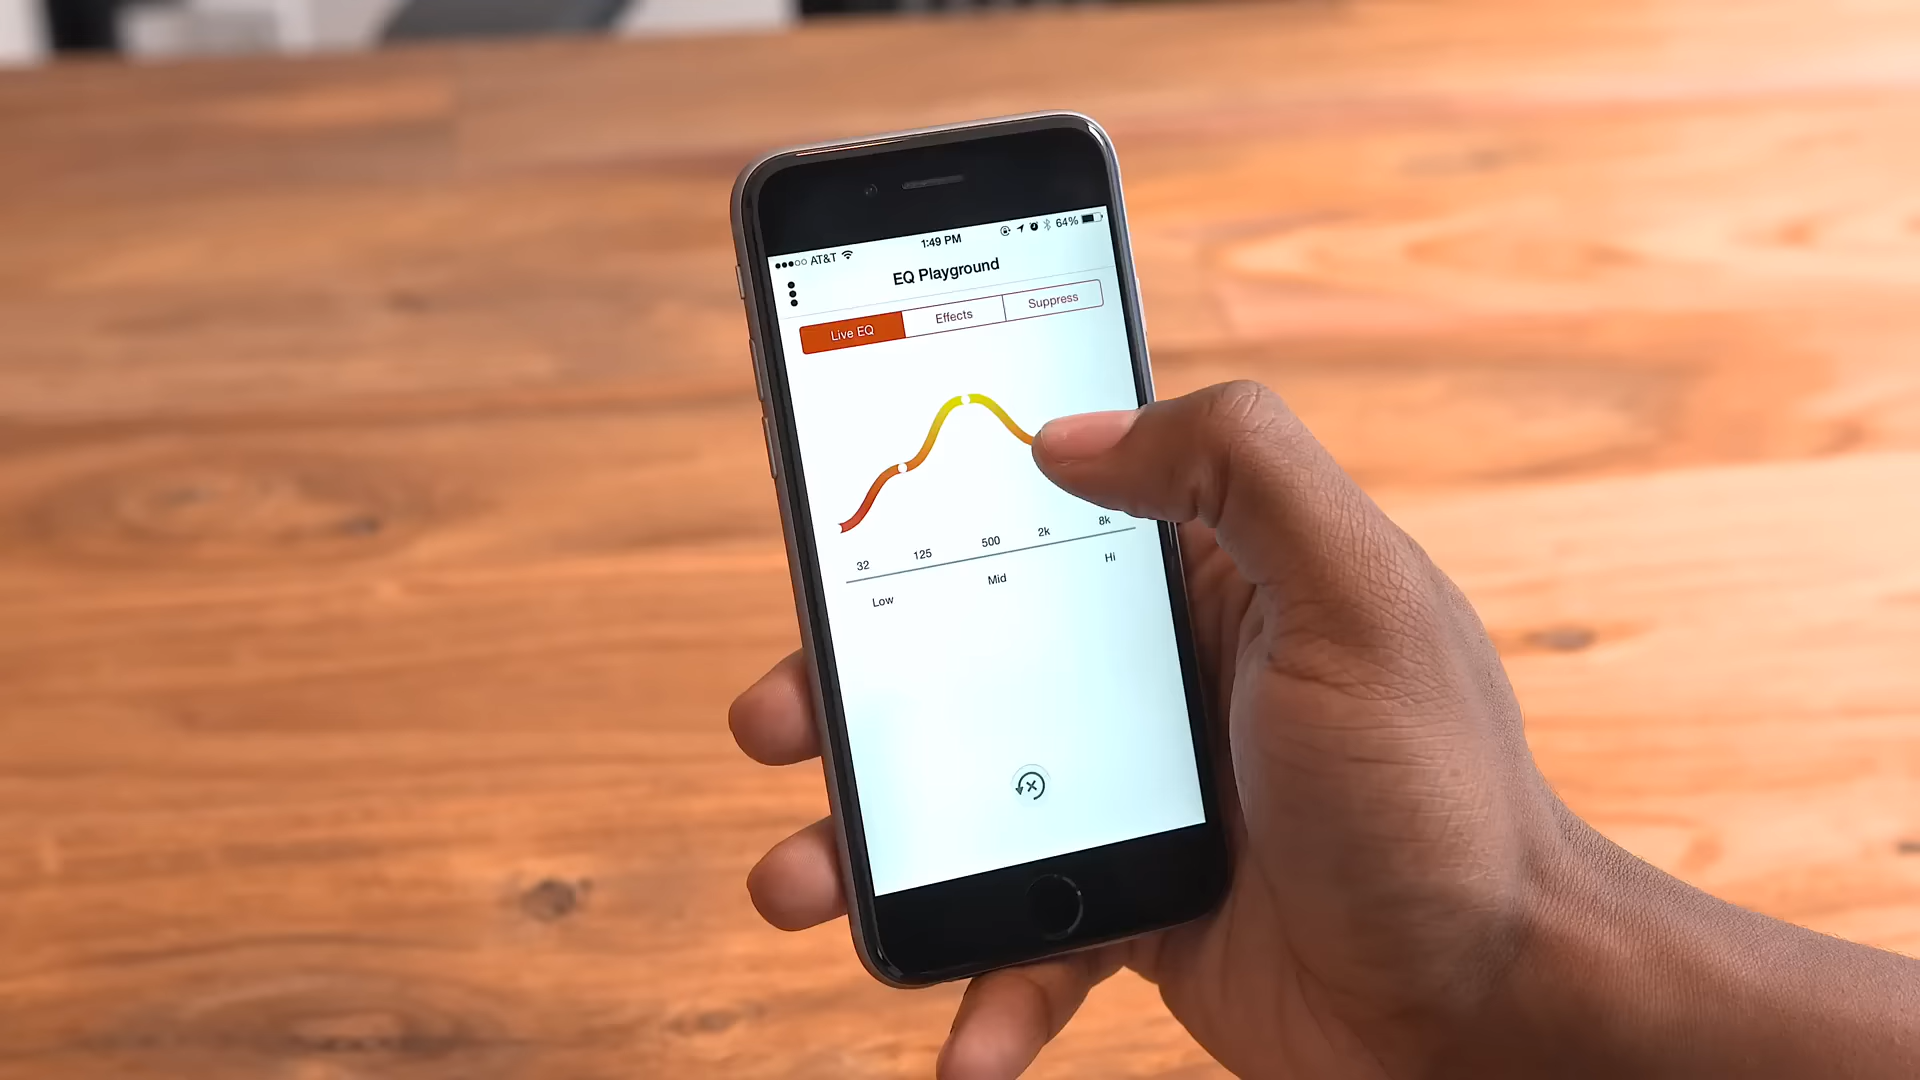 ●●●○○ AT&T 1:49 PM 64%
EQ Playground
Live EQ Effects Suppress
32 125 500 2k 8k
Low Mid Hi